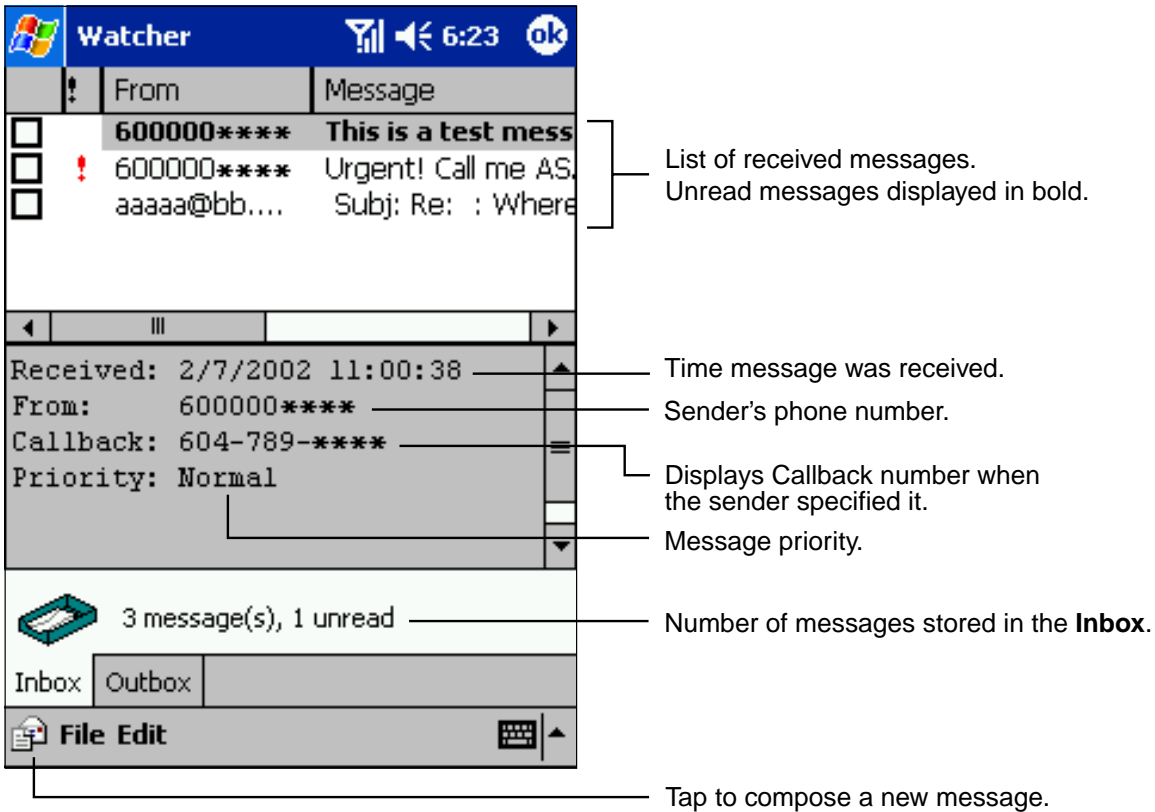 Watcher 6:23 ok
! From Message
600000**** This is a test mess
! 600000**** Urgent! Call me AS.
aaaaa@bb.... Subj: Re: : Where
List of received messages.
Unread messages displayed in bold.
Received: 2/7/2002 11:00:38
Time message was received.
From: 600000****
Sender’s phone number.
Callback: 604-789-****
Displays Callback number when
the sender specified it.
Priority: Normal
Message priority.
3 message(s), 1 unread
Number of messages stored in the Inbox.
Inbox Outbox
File Edit
Tap to compose a new message.